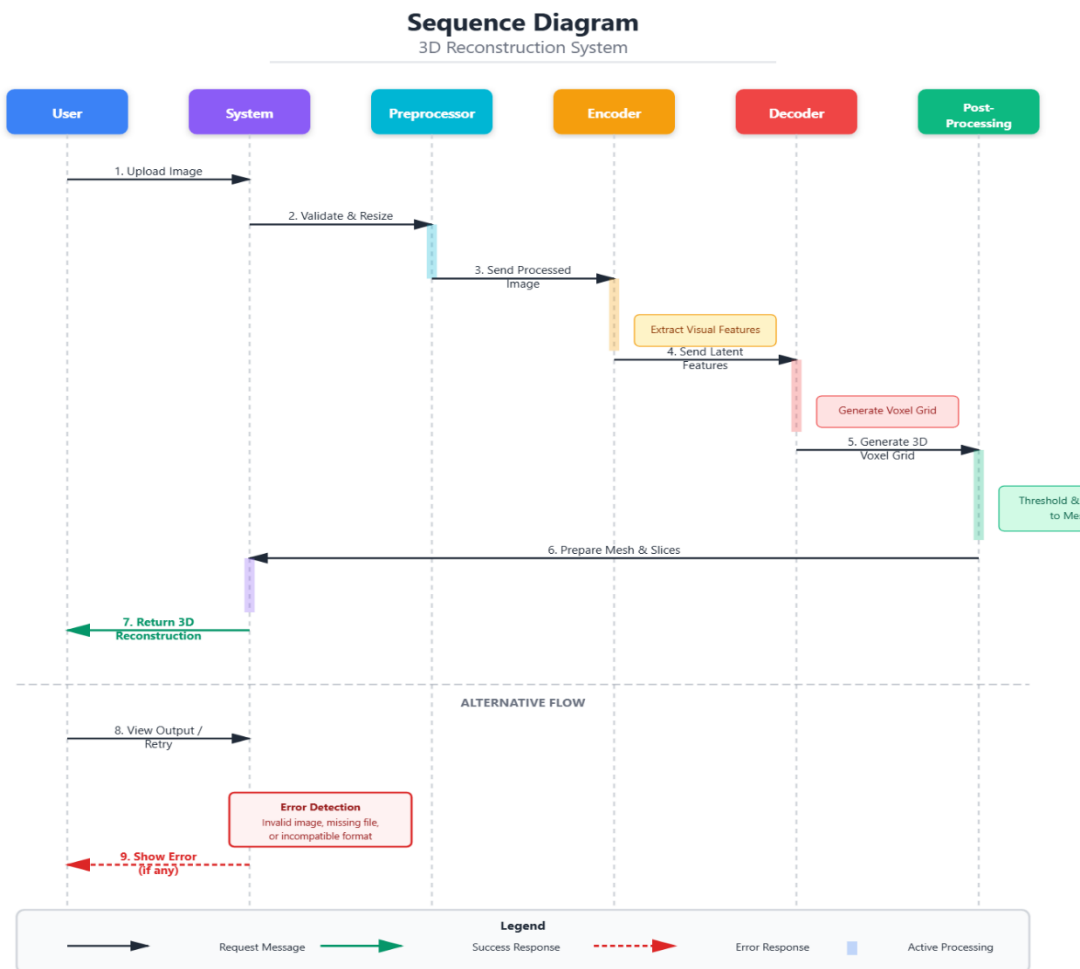 Sequence Diagram
3D Reconstruction System
User
System
Preprocessor
Encoder
Decoder
Post-
Processing
1. Upload Image
2. Validate & Resize
3. Send Processed
Image
Extract Visual Features
4. Send Latent
Features
Generate Voxel Grid
5. Generate 3D
Voxel Grid
Threshold &
to
6. Prepare Mesh & Slices
7. Return 3D
Reconstruction
ALTERNATIVE FLOW
8. View Output /
Retry
Error Detection
Invalid image, missing file,
or incompatible format
9. Show Error
(if any)
Legend
Request Message
Success Response
Error Response
Active Processing